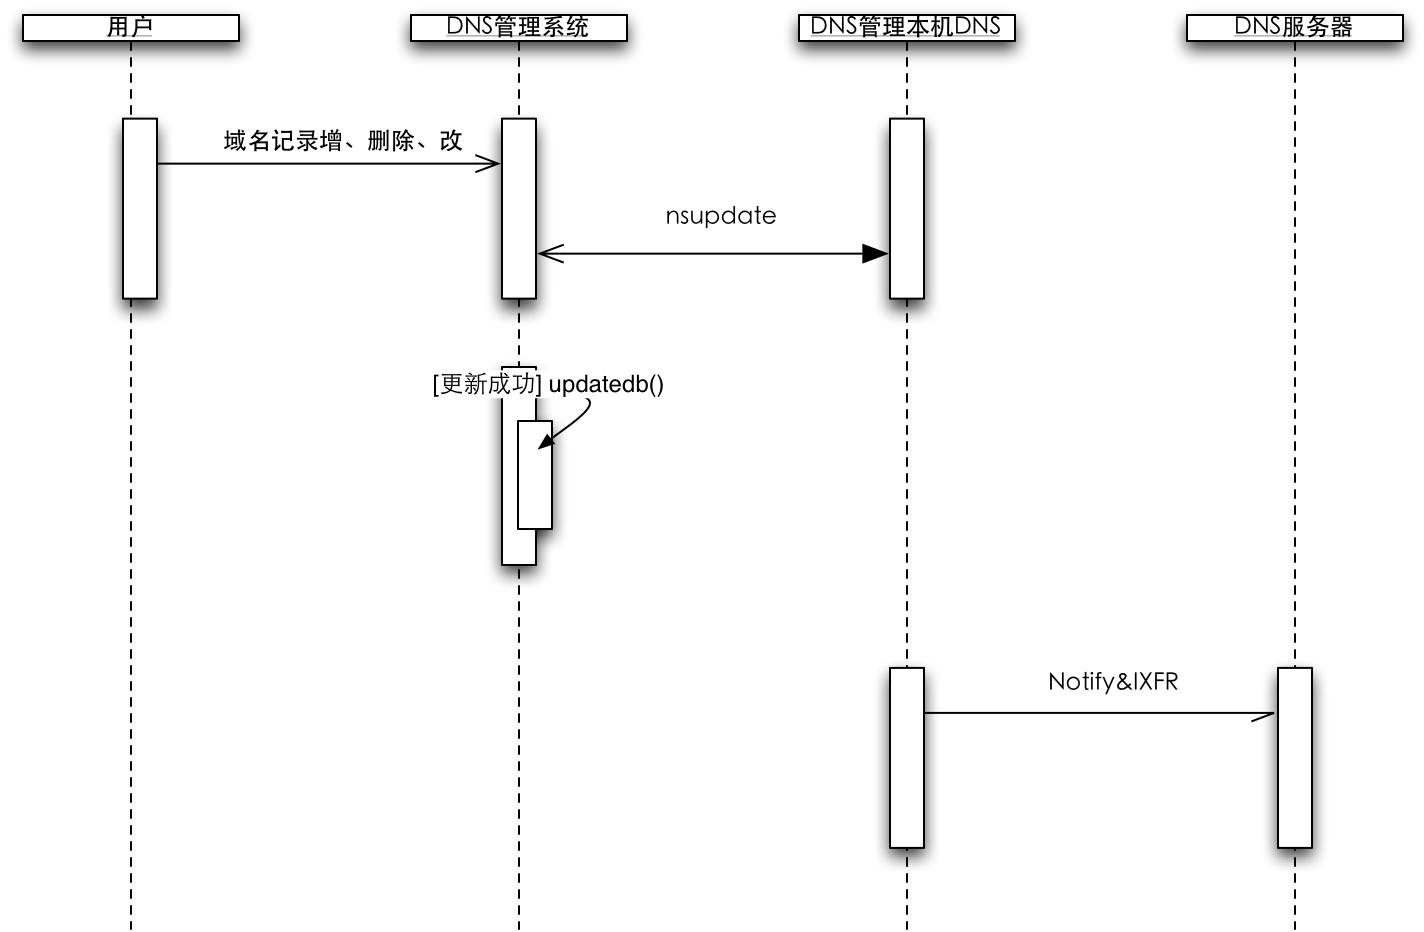 用户
DNS管理系统
DNS管理本机DNS
DNS服务器
域名记录增、删除、改
nsupdate
[更新成功] updatedb()
Notify&IXFR